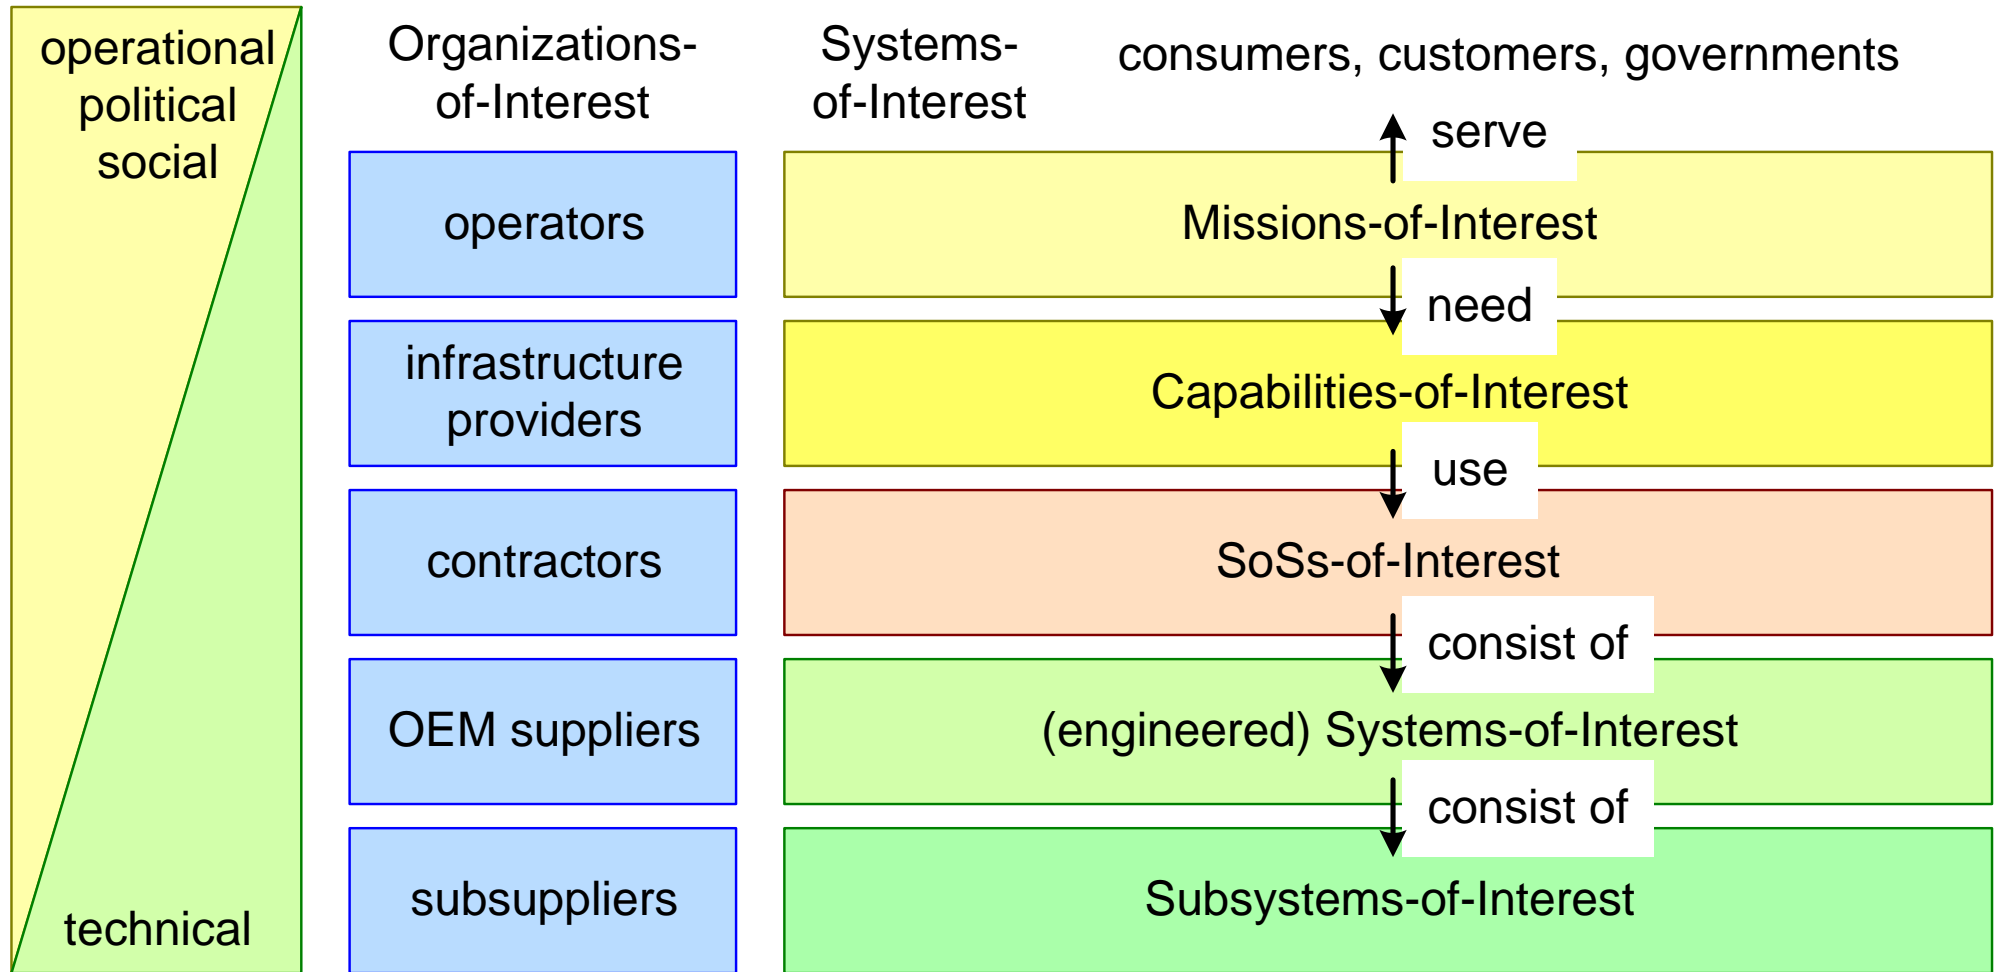 operational
political
social
technical
Organizations-
of-Interest
operators
infrastructure
providers
contractors
OEM suppliers
subsuppliers
Systems-
of-Interest
consumers, customers, governments
serve
Missions-of-Interest
need
Capabilities-of-Interest
use
SoSs-of-Interest
consist of
(engineered) Systems-of-Interest
consist of
Subsystems-of-Interest